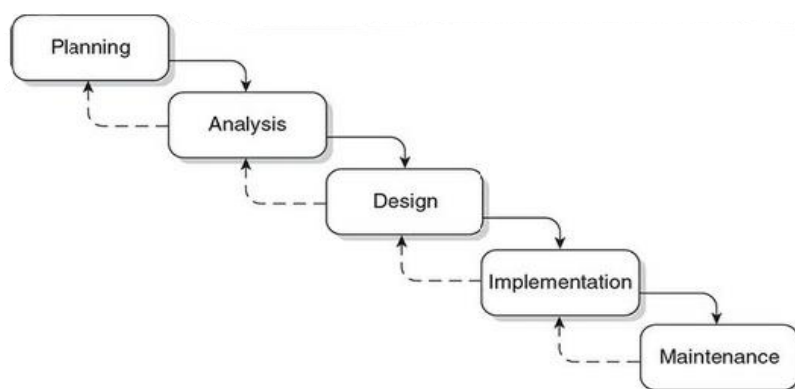 Planning
Analysis
Design
Implementation
Maintenance